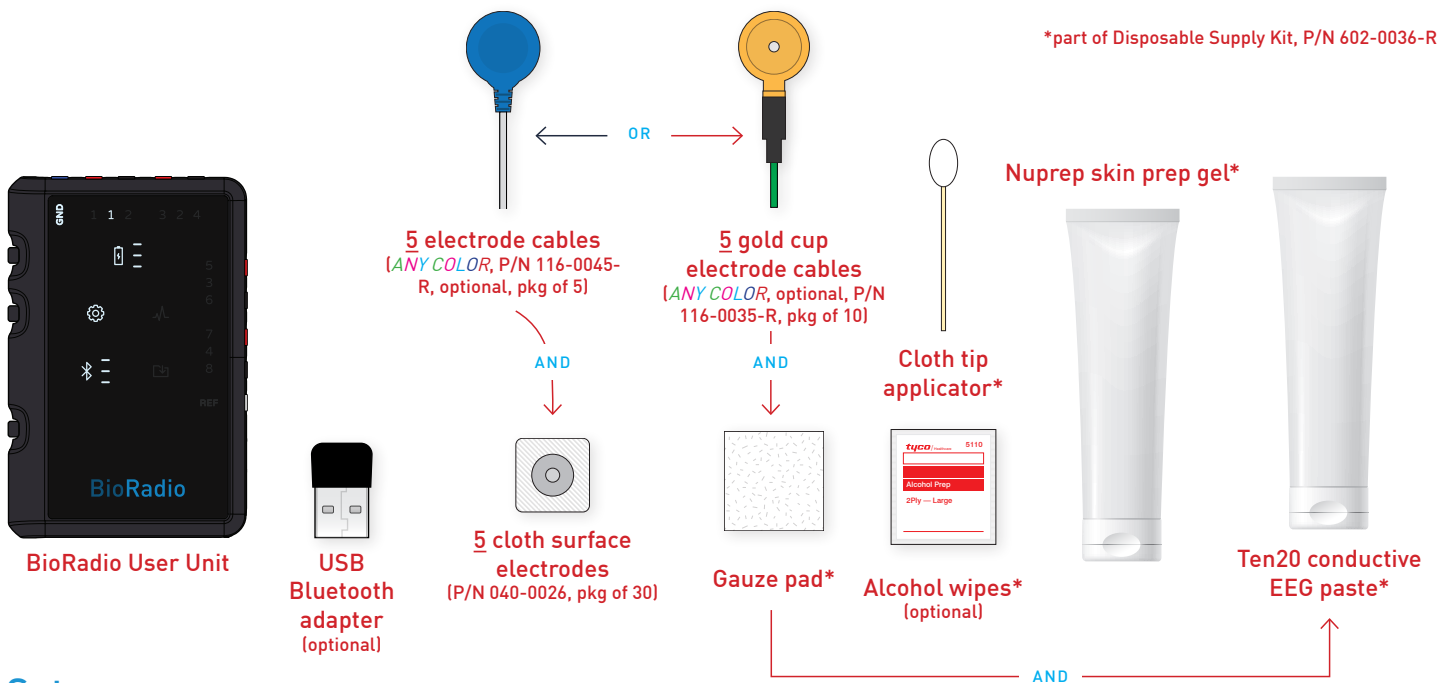 *part of Disposable Supply Kit, P/N 602-0036-R
OR
Nuprep skin prep gel*
GND
1 1 2 3 2 4
5
3
6
7
4
8
REF
BioRadio
BioRadio User Unit
USB
Bluetooth
adapter
(optional)
5 electrode cables
(ANY COLOR, P/N 116-0045-
R, optional, pkg of 5)
AND
5 cloth surface
electrodes
(P/N 040-0026, pkg of 30)
5 gold cup
electrode cables
(ANY COLOR, optional, P/N
116-0035-R, pkg of 10)
AND
Gauze pad*
Cloth tip
applicator*
tyco/Healthcare 5110
Alcohol Prep
2Ply — Large
Alcohol wipes*
(optional)
Ten20 conductive
EEG paste*
AND